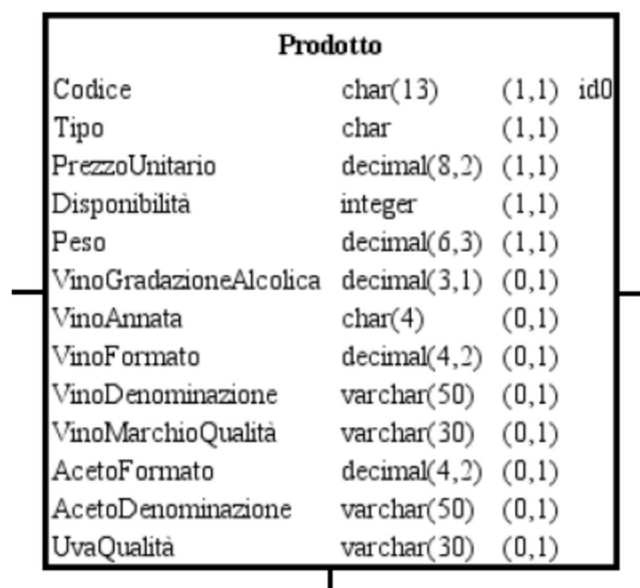 Prodotto
Codice char(13) (1,1) id0
Tipo char (1,1)
PrezzoUnitario decimal(8,2) (1,1)
Disponibilità integer (1,1)
Peso decimal(6,3) (1,1)
VinoGradazioneAlcolica decimal(3,1) (0,1)
VinoAnnata char(4) (0,1)
VinoFormato decimal(4,2) (0,1)
VinoDenominazione varchar(50) (0,1)
VinoMarchioQualità varchar(30) (0,1)
AcetoFormato decimal(4,2) (0,1)
AcetoDenominazione varchar(50) (0,1)
UvaQualità varchar(30) (0,1)